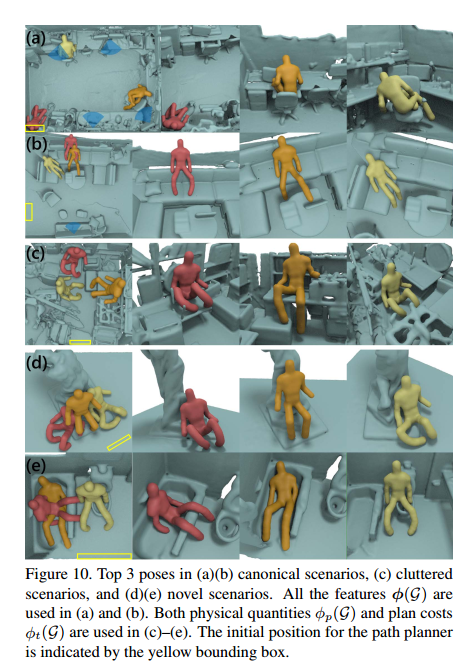 (a)
(b)
(c)
(d)
(e)
Figure 10. Top 3 poses in (a)(b) canonical scenarios, (c) cluttered
scenarios, and (d)(e) novel scenarios. All the features ϕ(𝒢) are
used in (a) and (b). Both physical quantities ϕₚ(𝒢) and plan costs
ϕₜ(𝒢) are used in (c)–(e). The initial position for the path planner
is indicated by the yellow bounding box.